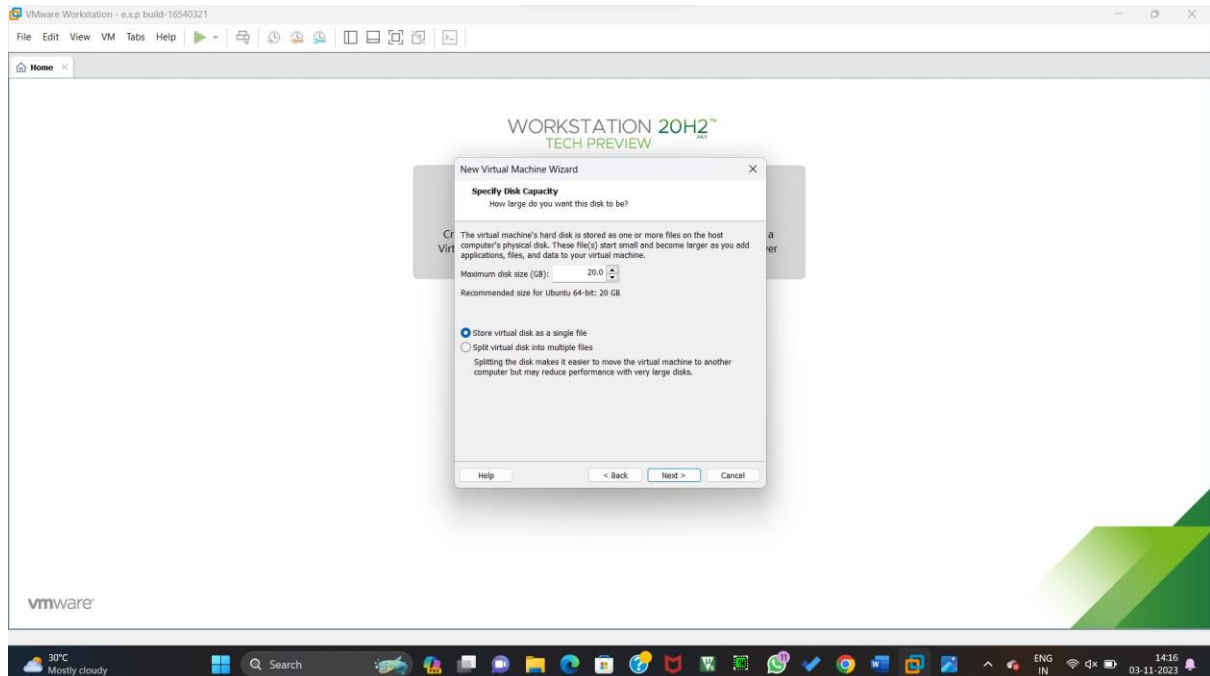 VMware Workstation - e.x.p build-16540321
File Edit View VM Tabs Help
Home
WORKSTATION 20H2™
JULY
TECH PREVIEW
New Virtual Machine Wizard
Specify Disk Capacity
How large do you want this disk to be?
Cr
a
Virt
er
The virtual machine's hard disk is stored as one or more files on the host
computer's physical disk. These file(s) start small and become larger as you add
applications, files, and data to your virtual machine.
Maximum disk size (GB): 20.0
Recommended size for Ubuntu 64-bit: 20 GB
Store virtual disk as a single file
Split virtual disk into multiple files
Splitting the disk makes it easier to move the virtual machine to another
computer but may reduce performance with very large disks.
Help < Back Next > Cancel
vmware
30°C
Mostly cloudy
Search
ENG
IN
14:16
03-11-2023